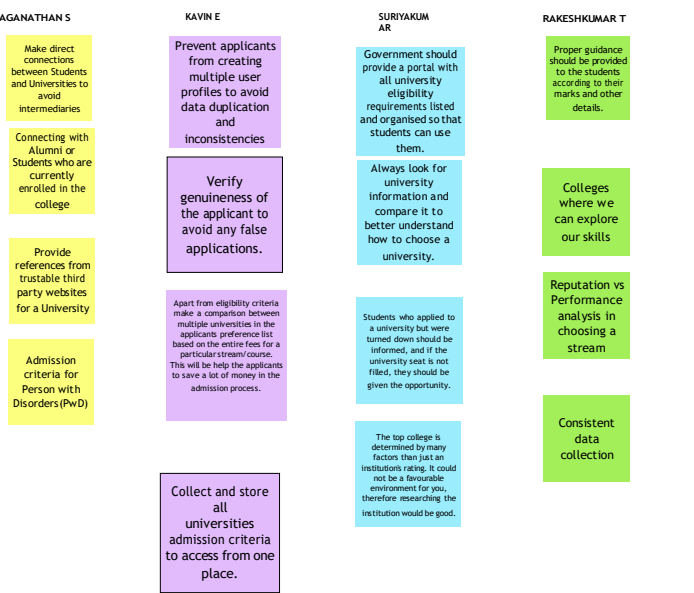 AGANATHAN S
Make direct
connections
between Students
and Universities to
avoid
intermediaries
Connecting with
Alumni or
Students who are
currently
enrolled in the
college
Provide
references from
trustable third
party websites
for a University
Admission
criteria for
Person with
Disorders(PwD)
KAVIN E
Prevent applicants
from creating
multiple user
profiles to avoid
data duplication
and
inconsistencies
Verify
genuineness of
the applicant to
avoid any false
applications.
Apart from eligibility criteria
make a comparison between
multiple universities in the
applicants preference list
based on the entire fees for a
particular stream/course.
This will be help the applicants
to save a lot of money in the
admission process.
Collect and store
all
universities
admission criteria
to access from one
place.
SURIYAKUM
AR
Government should
provide a portal with
all university
eligibility
requirements listed
and organised so that
students can use
them.
Always look for
university
information and
compare it to
better understand
how to choose a
university.
Students who applied to
a university but were
turned down should be
informed, and if the
university seat is not
filled, they should be
given the opportunity.
The top college is
determined by many
factors than just an
institution's rating. It could
not be a favourable
environment for you,
therefore researching the
institution would be good.
RAKESHKUMAR T
Proper guidance
should be provided
to the students
according to their
marks and other
details.
Colleges
where we
can explore
our skills
Reputation vs
Performance
analysis in
choosing a
stream
Consistent
data
collection